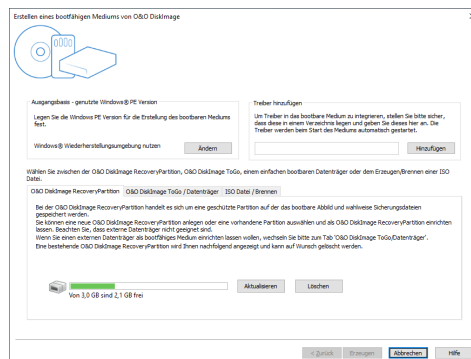 Erstellen eines bootfähigen Mediums von O&O DiskImage
Ausgangsbasis - genutzte Windows® PE Version
Legen Sie die Windows PE Version für die Erstellung des bootbaren Mediums
fest.
Windows® Wiederherstellungsumgebung nutzen
Ändern
Treiber hinzufügen
Um Treiber in das bootbare Medium zu integrieren, stellen Sie bitte sicher,
dass diese in einem Verzeichnis liegen und geben Sie dieses hier an. Die
Treiber werden beim Start des Mediums automatisch gestartet.
Hinzufügen
Wählen Sie zwischen der O&O DiskImage RecoveryPartition, O&O DiskImage ToGo, einem einfachen bootbaren Datenträger oder dem Erzeugen/Brennen einer ISO
Datei.
O&O DiskImage RecoveryPartition O&O DiskImage ToGo / Datenträger ISO Datei / Brennen
Bei der O&O DiskImage RecoveryPartition handelt es sich um eine geschützte Partition auf der das bootbare Abbild und wahlweise Sicherungsdateien
gespeichert werden.
Sie können eine neue O&O DiskImage RecoveryPartition anlegen oder eine vorhandene Partition auswählen und als O&O DiskImage RecoveryPartition einrichten
lassen. Beachten Sie, dass externe Datenträger nicht geeignet sind.
Wenn Sie einen externen Datenträger als bootfähiges Medium einrichten lassen wollen, wechseln Sie bitte zum Tab 'O&O DiskImage ToGo/Datenträger'.
Eine bestehende O&O DiskImage RecoveryPartition wird Ihnen nachfolgend angezeigt und kann auf Wunsch gelöscht werden.
Von 3,0 GB sind 2,1 GB frei
Aktualisieren Löschen
< Zurück Erzeugen Abbrechen Hilfe